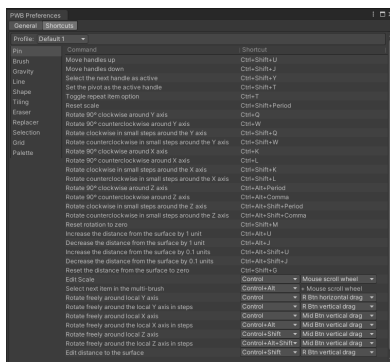 PWB Preferences
General Shortcuts
Profile: Default 1
Pin
Brush
Gravity
Line
Shape
Tiling
Eraser
Replacer
Selection
Grid
Palette
Command Shortcut
Move handles up Ctrl+Shift+U
Move handles down Ctrl+Shift+J
Select the next handle as active Ctrl+Shift+Y
Set the pivot as the active handle Ctrl+Shift+T
Toggle repeat item option Ctrl+T
Reset scale Ctrl+Shift+Period
Rotate 90º clockwise around Y axis Ctrl+Q
Rotate 90º counterclockwise around Y axis Ctrl+W
Rotate clockwise in small steps around the Y axis Ctrl+Shift+Q
Rotate counterclockwise in small steps around the Y axis Ctrl+Shift+W
Rotate 90º clockwise around X axis Ctrl+K
Rotate 90º counterclockwise around X axis Ctrl+L
Rotate clockwise in small steps around the X axis Ctrl+Shift+K
Rotate counterclockwise in small steps around the X axis Ctrl+Shift+L
Rotate 90º clockwise around Z axis Ctrl+Alt+Period
Rotate 90º counterclockwise around Z axis Ctrl+Alt+Comma
Rotate clockwise in small steps around the Z axis Ctrl+Alt+Shift+Period
Rotate counterclockwise in small steps around the Z axis Ctrl+Alt+Shift+Comma
Reset rotation to zero Ctrl+Shift+M
Increase the distance from the surface by 1 unit Ctrl+Alt+U
Decrease the distance from the surface by 1 unit Ctrl+Alt+J
Increase the distance from the surface by 0.1 units Ctrl+Alt+Shift+U
Decrease the distance from the surface by 0.1 units Ctrl+Alt+Shift+J
Reset the distance from the surface to zero Ctrl+Shift+G
Edit Scale Control Mouse scroll wheel
Select next item in the multi-brush Control+Alt + Mouse scroll wheel
Rotate freely around local Y axis Control R Btn horizontal drag
Rotate freely around the local Y axis in steps Control+Alt R Btn vertical drag
Rotate freely around local X axis Control Mid Btn vertical drag
Rotate freely around the local X axis in steps Control+Alt Mid Btn vertical drag
Rotate freely around local Z axis Control+Shift Mid Btn vertical drag
Rotate freely around the local Z axis in steps Control+Alt+Shift Mid Btn vertical drag
Edit distance to the surface Control+Shift R Btn vertical drag